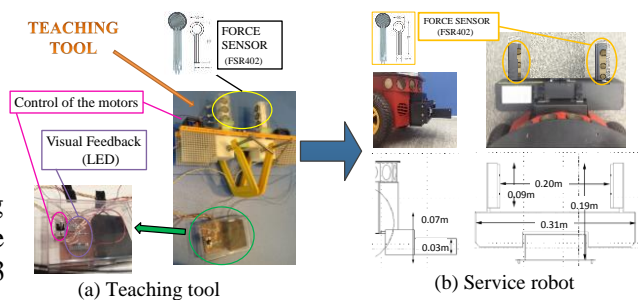 TEACHING
TOOL
FORCE
SENSOR
(FSR402)
Control of the motors
Visual Feedback
(LED)
(a) Teaching tool
FORCE SENSOR
(FSR402)
0.20m
0.09m
0.19m
0.07m
0.31m
0.03m
(b) Service robot
g
e